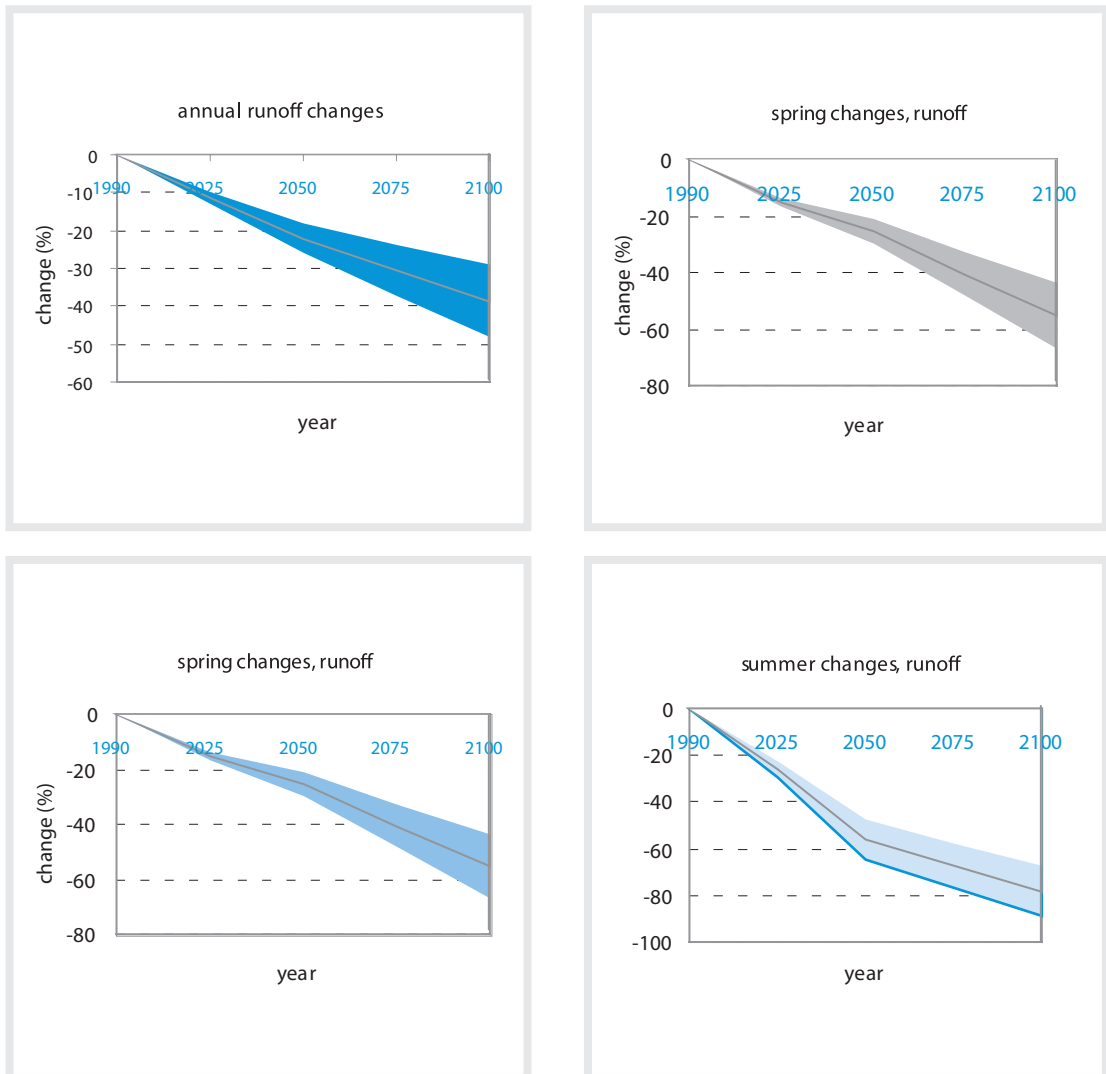 annual runoff changes
0
-10
-20
-30
-40
-50
-60
1990 2025 2050 2075 2100
change (%)
year
spring changes, runoff
0
-20
-40
-60
-80
1990 2025 2050 2075 2100
change (%)
year
spring changes, runoff
0
-20
-40
-60
-80
1990 2025 2050 2075 2100
change (%)
year
summer changes, runoff
0
-20
-40
-60
-80
-100
1990 2025 2050 2075 2100
year